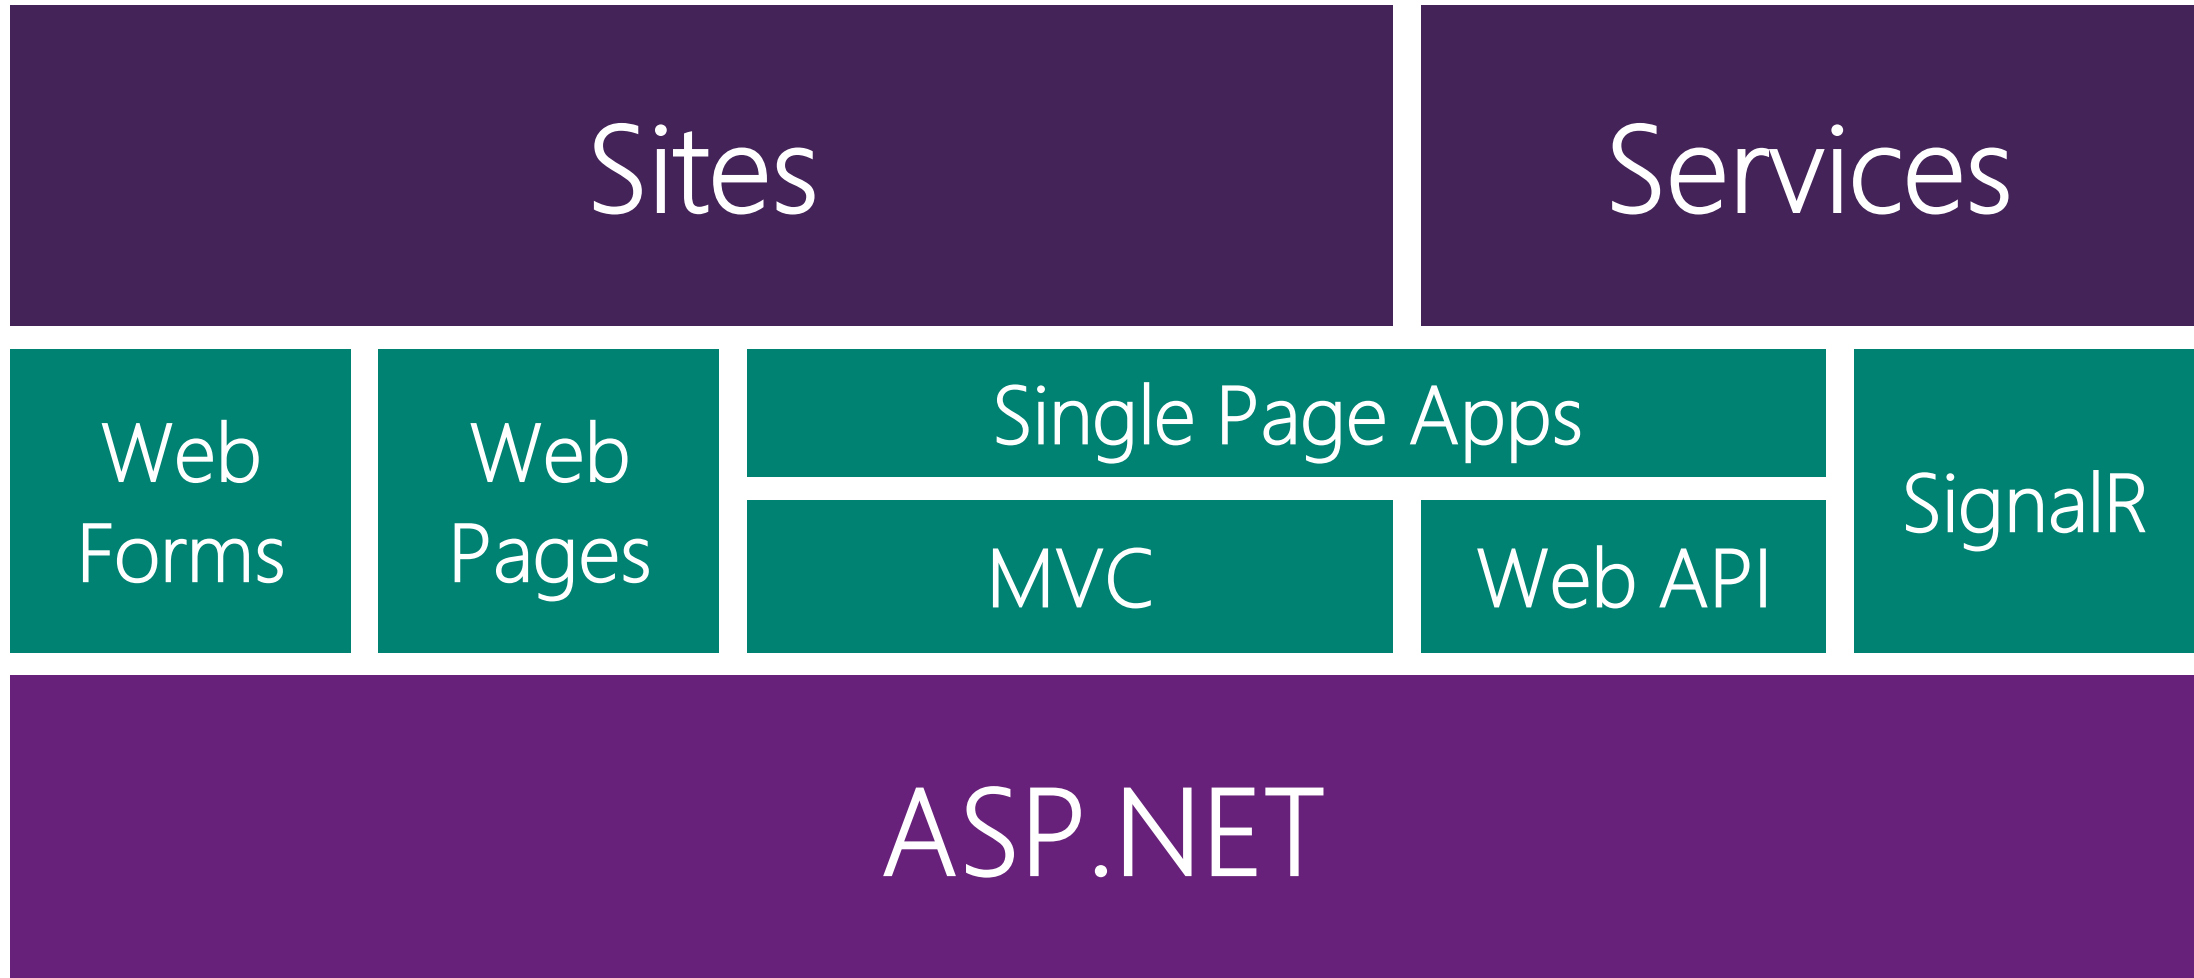 Sites
Services
Web
Forms
Web
Pages
Single Page Apps
MVC
Web API
SignalR
ASP.NET